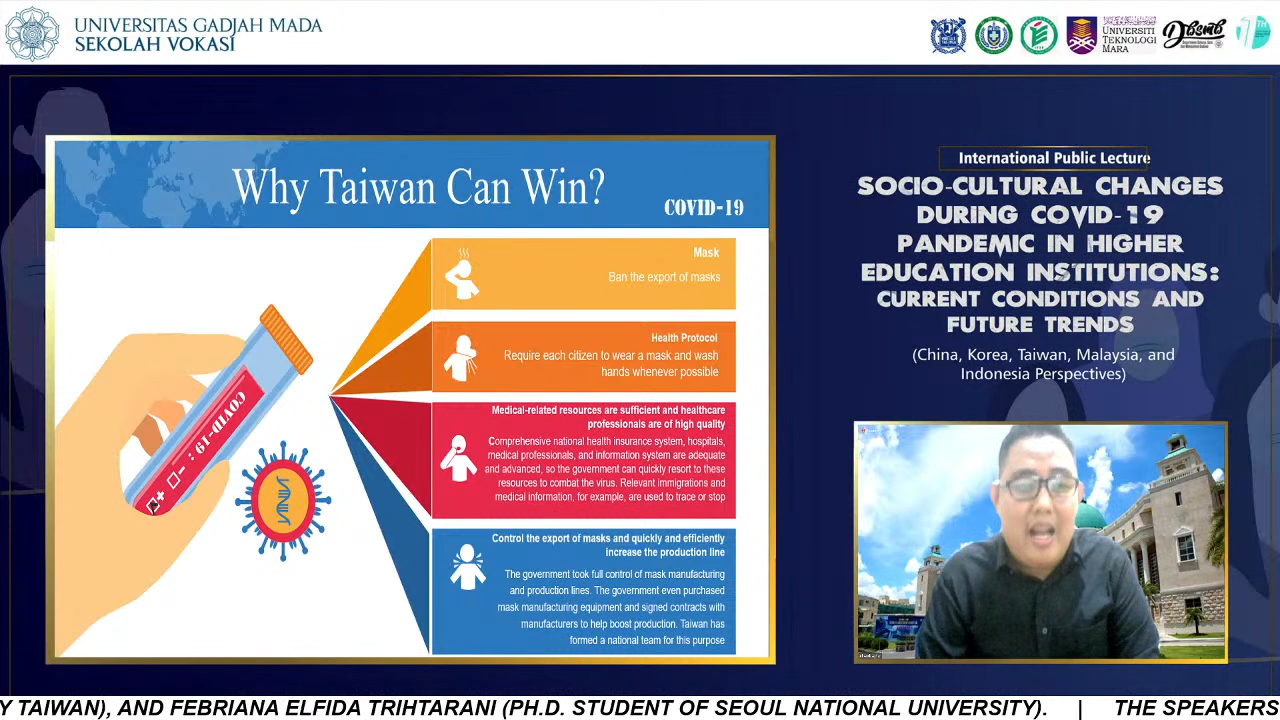 UNIVERSITAS GADJAH MADA
SEKOLAH VOKASI
UNIVERSITI
TEKNOLOGI
MARA
Dbsmb
Why Taiwan Can Win?
COVID-19
Mask
Ban the export of masks
Health Protocol
Require each citizen to wear a mask and wash
hands whenever possible
Medical-related resources are sufficient and healthcare
professionals are of high quality
Comprehensive national health insurance system, hospitals,
medical professionals, and information system are adequate
and advanced, so the government can quickly resort to these
resources to combat the virus. Relevant immigrations and
medical information, for example, are used to trace or stop
Control the export of masks and quickly and efficiently
increase the production line
The government took full control of mask manufacturing
and production lines. The government even purchased
mask manufacturing equipment and signed contracts with
manufacturers to help boost production. Taiwan has
formed a national team for this purpose
COVID-19: - +
International Public Lecture
SOCIO-CULTURAL CHANGES
DURING COVID-19
PANDEMIC IN HIGHER
EDUCATION INSTITUTIONS:
CURRENT CONDITIONS AND
FUTURE TRENDS
(China, Korea, Taiwan, Malaysia, and
Indonesia Perspectives)
Y TAIWAN), AND FEBRIANA ELFIDA TRIHTARANI (PH.D. STUDENT OF SEOUL NATIONAL UNIVERSITY). | THE SPEAKERS